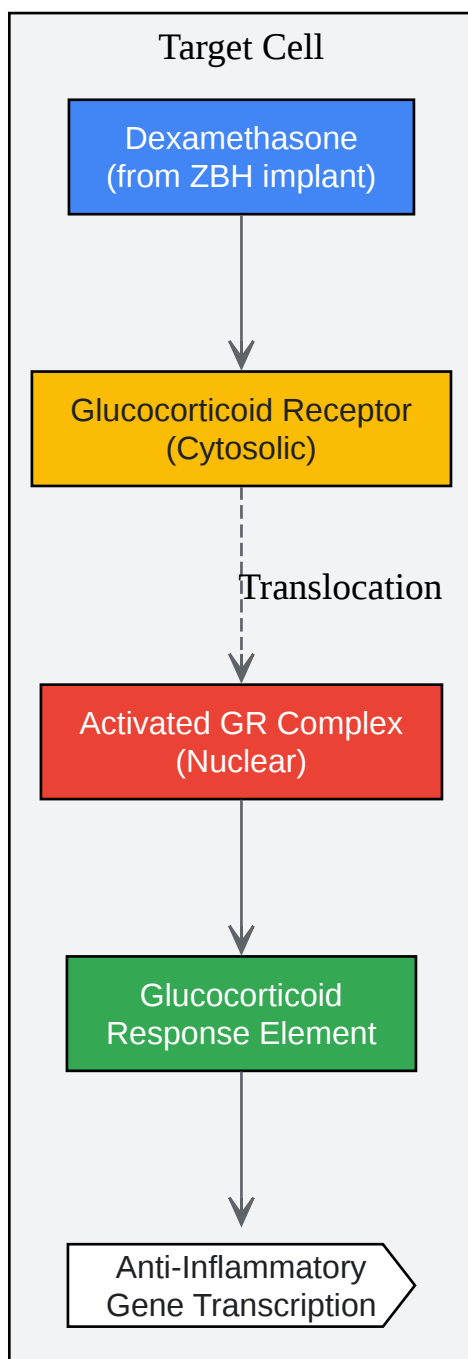 Target Cell
Dexamethasone
(from ZBH implant)
Glucocorticoid Receptor
(Cytosolic)
Translocation
Activated GR Complex
(Nuclear)
Glucocorticoid
Response Element
Anti-Inflammatory
Gene Transcription